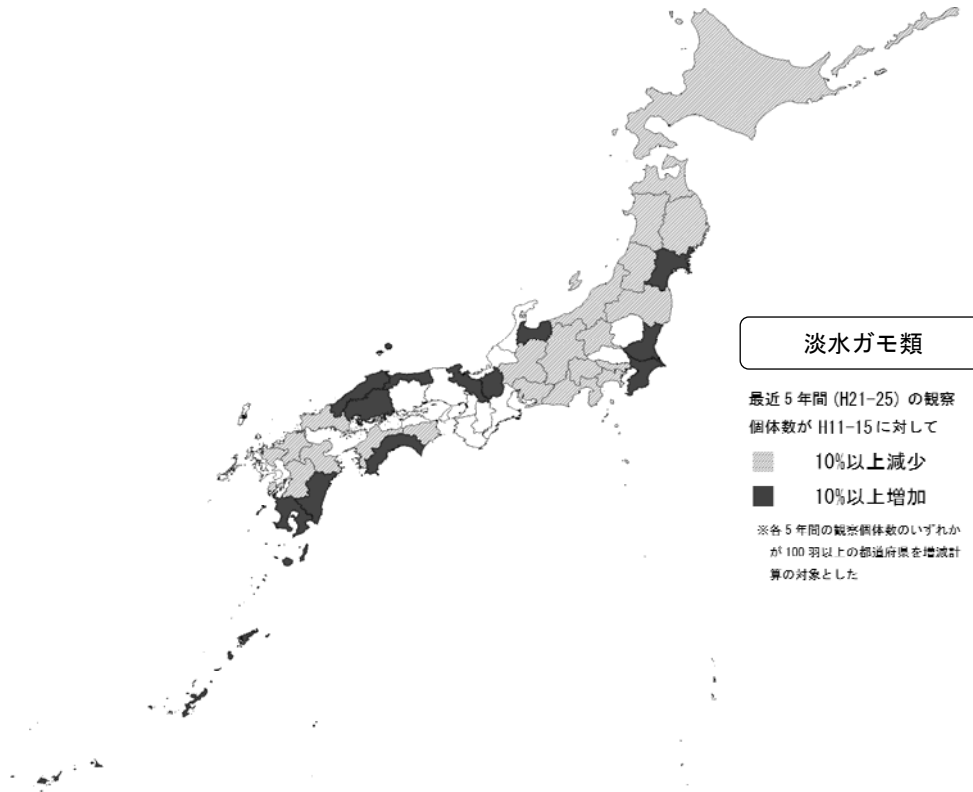 淡水ガモ類
最近5年間(H21-25)の観察
個体数が H11-15に対して
10%以上減少
10%以上増加
※各5年間の観察個体数のいずれか
が100羽以上の都道府県を増減計
算の対象とした